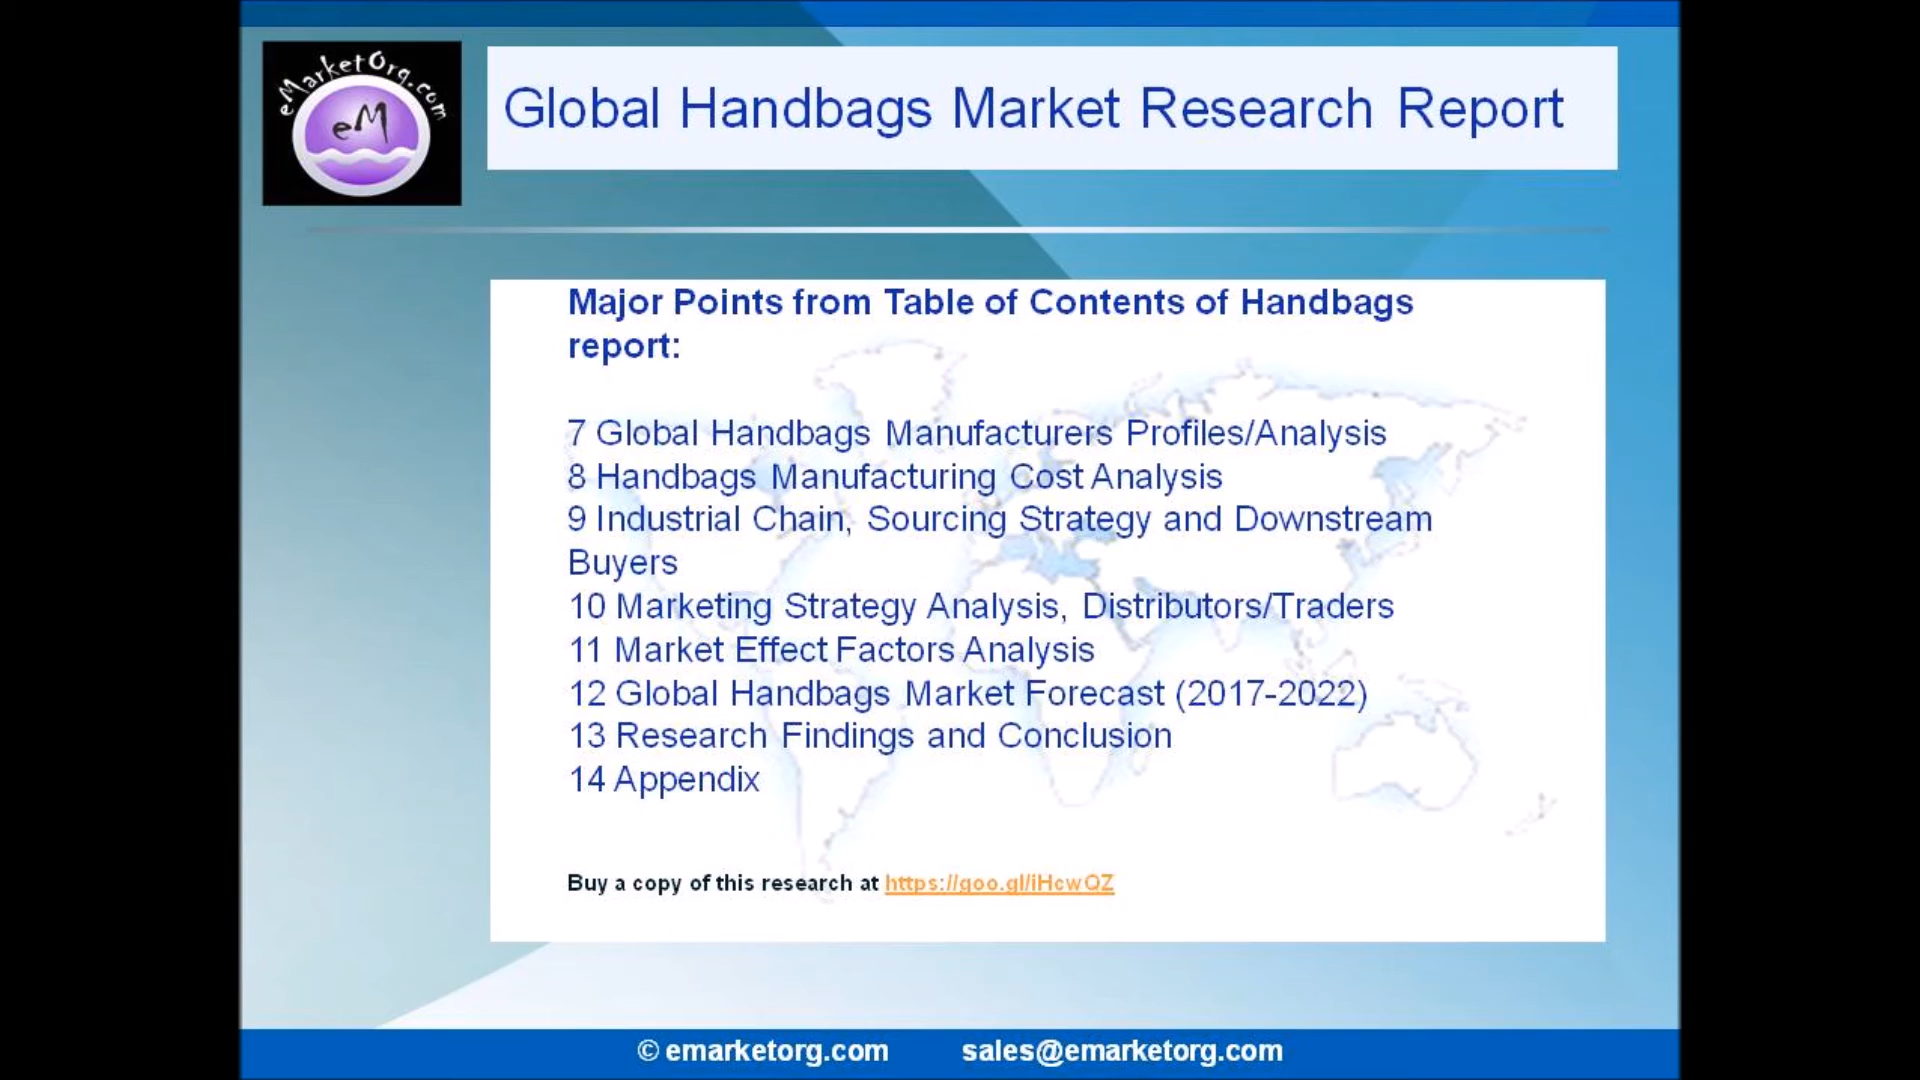 eMarketOrg.com
eM
Global Handbags Market Research Report
Major Points from Table of Contents of Handbags
report:
7 Global Handbags Manufacturers Profiles/Analysis
8 Handbags Manufacturing Cost Analysis
9 Industrial Chain, Sourcing Strategy and Downstream
Buyers
10 Marketing Strategy Analysis, Distributors/Traders
11 Market Effect Factors Analysis
12 Global Handbags Market Forecast (2017-2022)
13 Research Findings and Conclusion
14 Appendix
Buy a copy of this research at https://goo.gl/iHcwQZ
© emarketorg.com sales@emarketorg.com